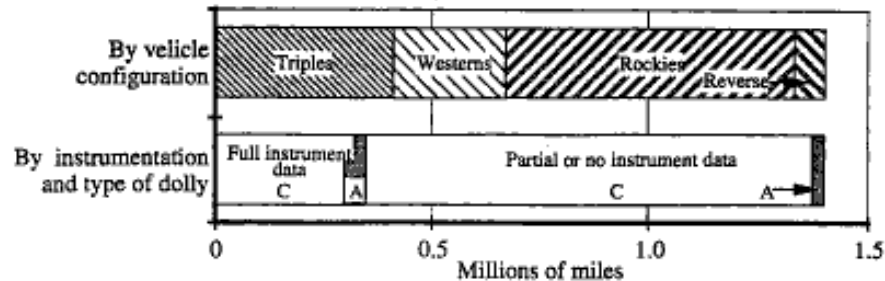 By velicle
configuration
Triples
Westerns
Rockies
Reverse
By instrumentation
and type of dolly
Full instrument
data
C
A
Partial or no instrument data
C
A
0
0.5
1.0
1.5
Millions of miles